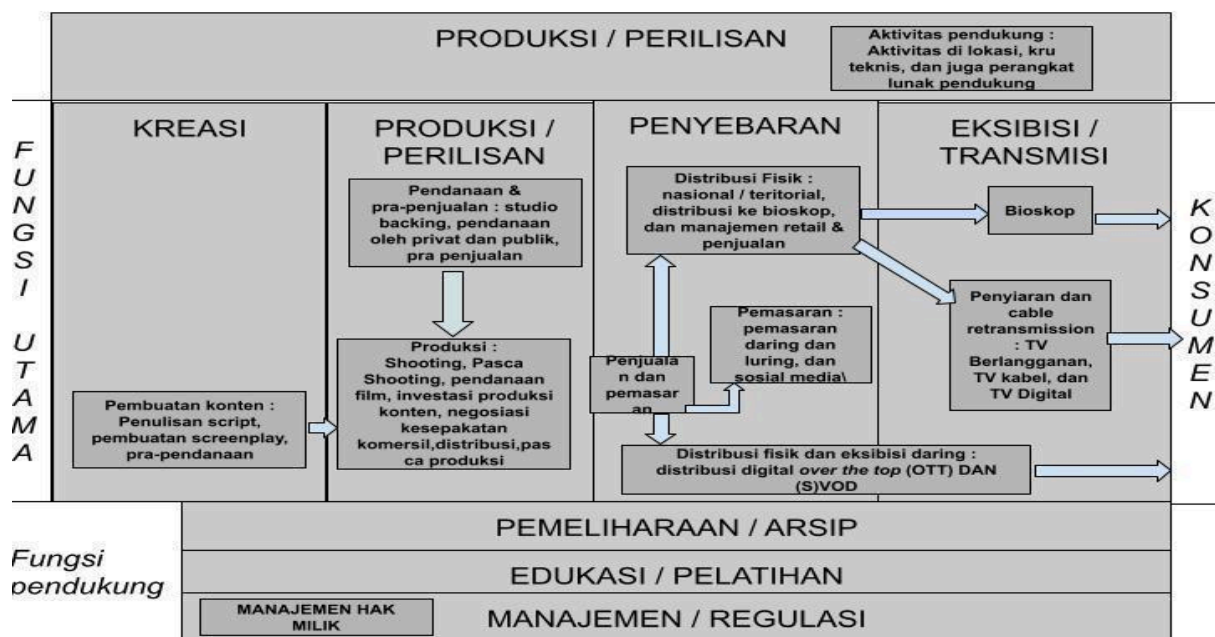 PRODUKSI / PERILISAN
Aktivitas pendukung :
Aktivitas di lokasi, kru
teknis, dan juga perangkat
lunak pendukung
FUNGSI UTAMA
KREASI
Pembuatan konten :
Penulisan script,
pembuatan screenplay,
pra-pendanaan
PRODUKSI /
PERILISAN
Pendanaan &
pra-penjualan : studio
backing, pendanaan
oleh privat dan publik,
pra penjualan
Produksi :
Shooting, Pasca
Shooting, pendanaan
film, investasi produksi
konten, negosiasi
kesepakatan
komersil,distribusi,pas
ca produksi
PENYEBARAN
Distribusi Fisik :
nasional / teritorial,
distribusi ke bioskop,
dan manajemen retail &
penjualan
Penjuala
n dan
pemasar
an
Pemasaran :
pemasaran
daring dan
luring, dan
sosial media\
Distribusi fisik dan eksibisi daring :
distribusi digital over the top (OTT) DAN
(S)VOD
EKSIBISI /
TRANSMISI
Bioskop
Penyiaran dan
cable
retransmission
: TV
Berlangganan,
TV kabel, dan
TV Digital
KONSUMEN
Fungsi
pendukung
PEMELIHARAAN / ARSIP
EDUKASI / PELATIHAN
MANAJEMEN HAK
MILIK
MANAJEMEN / REGULASI